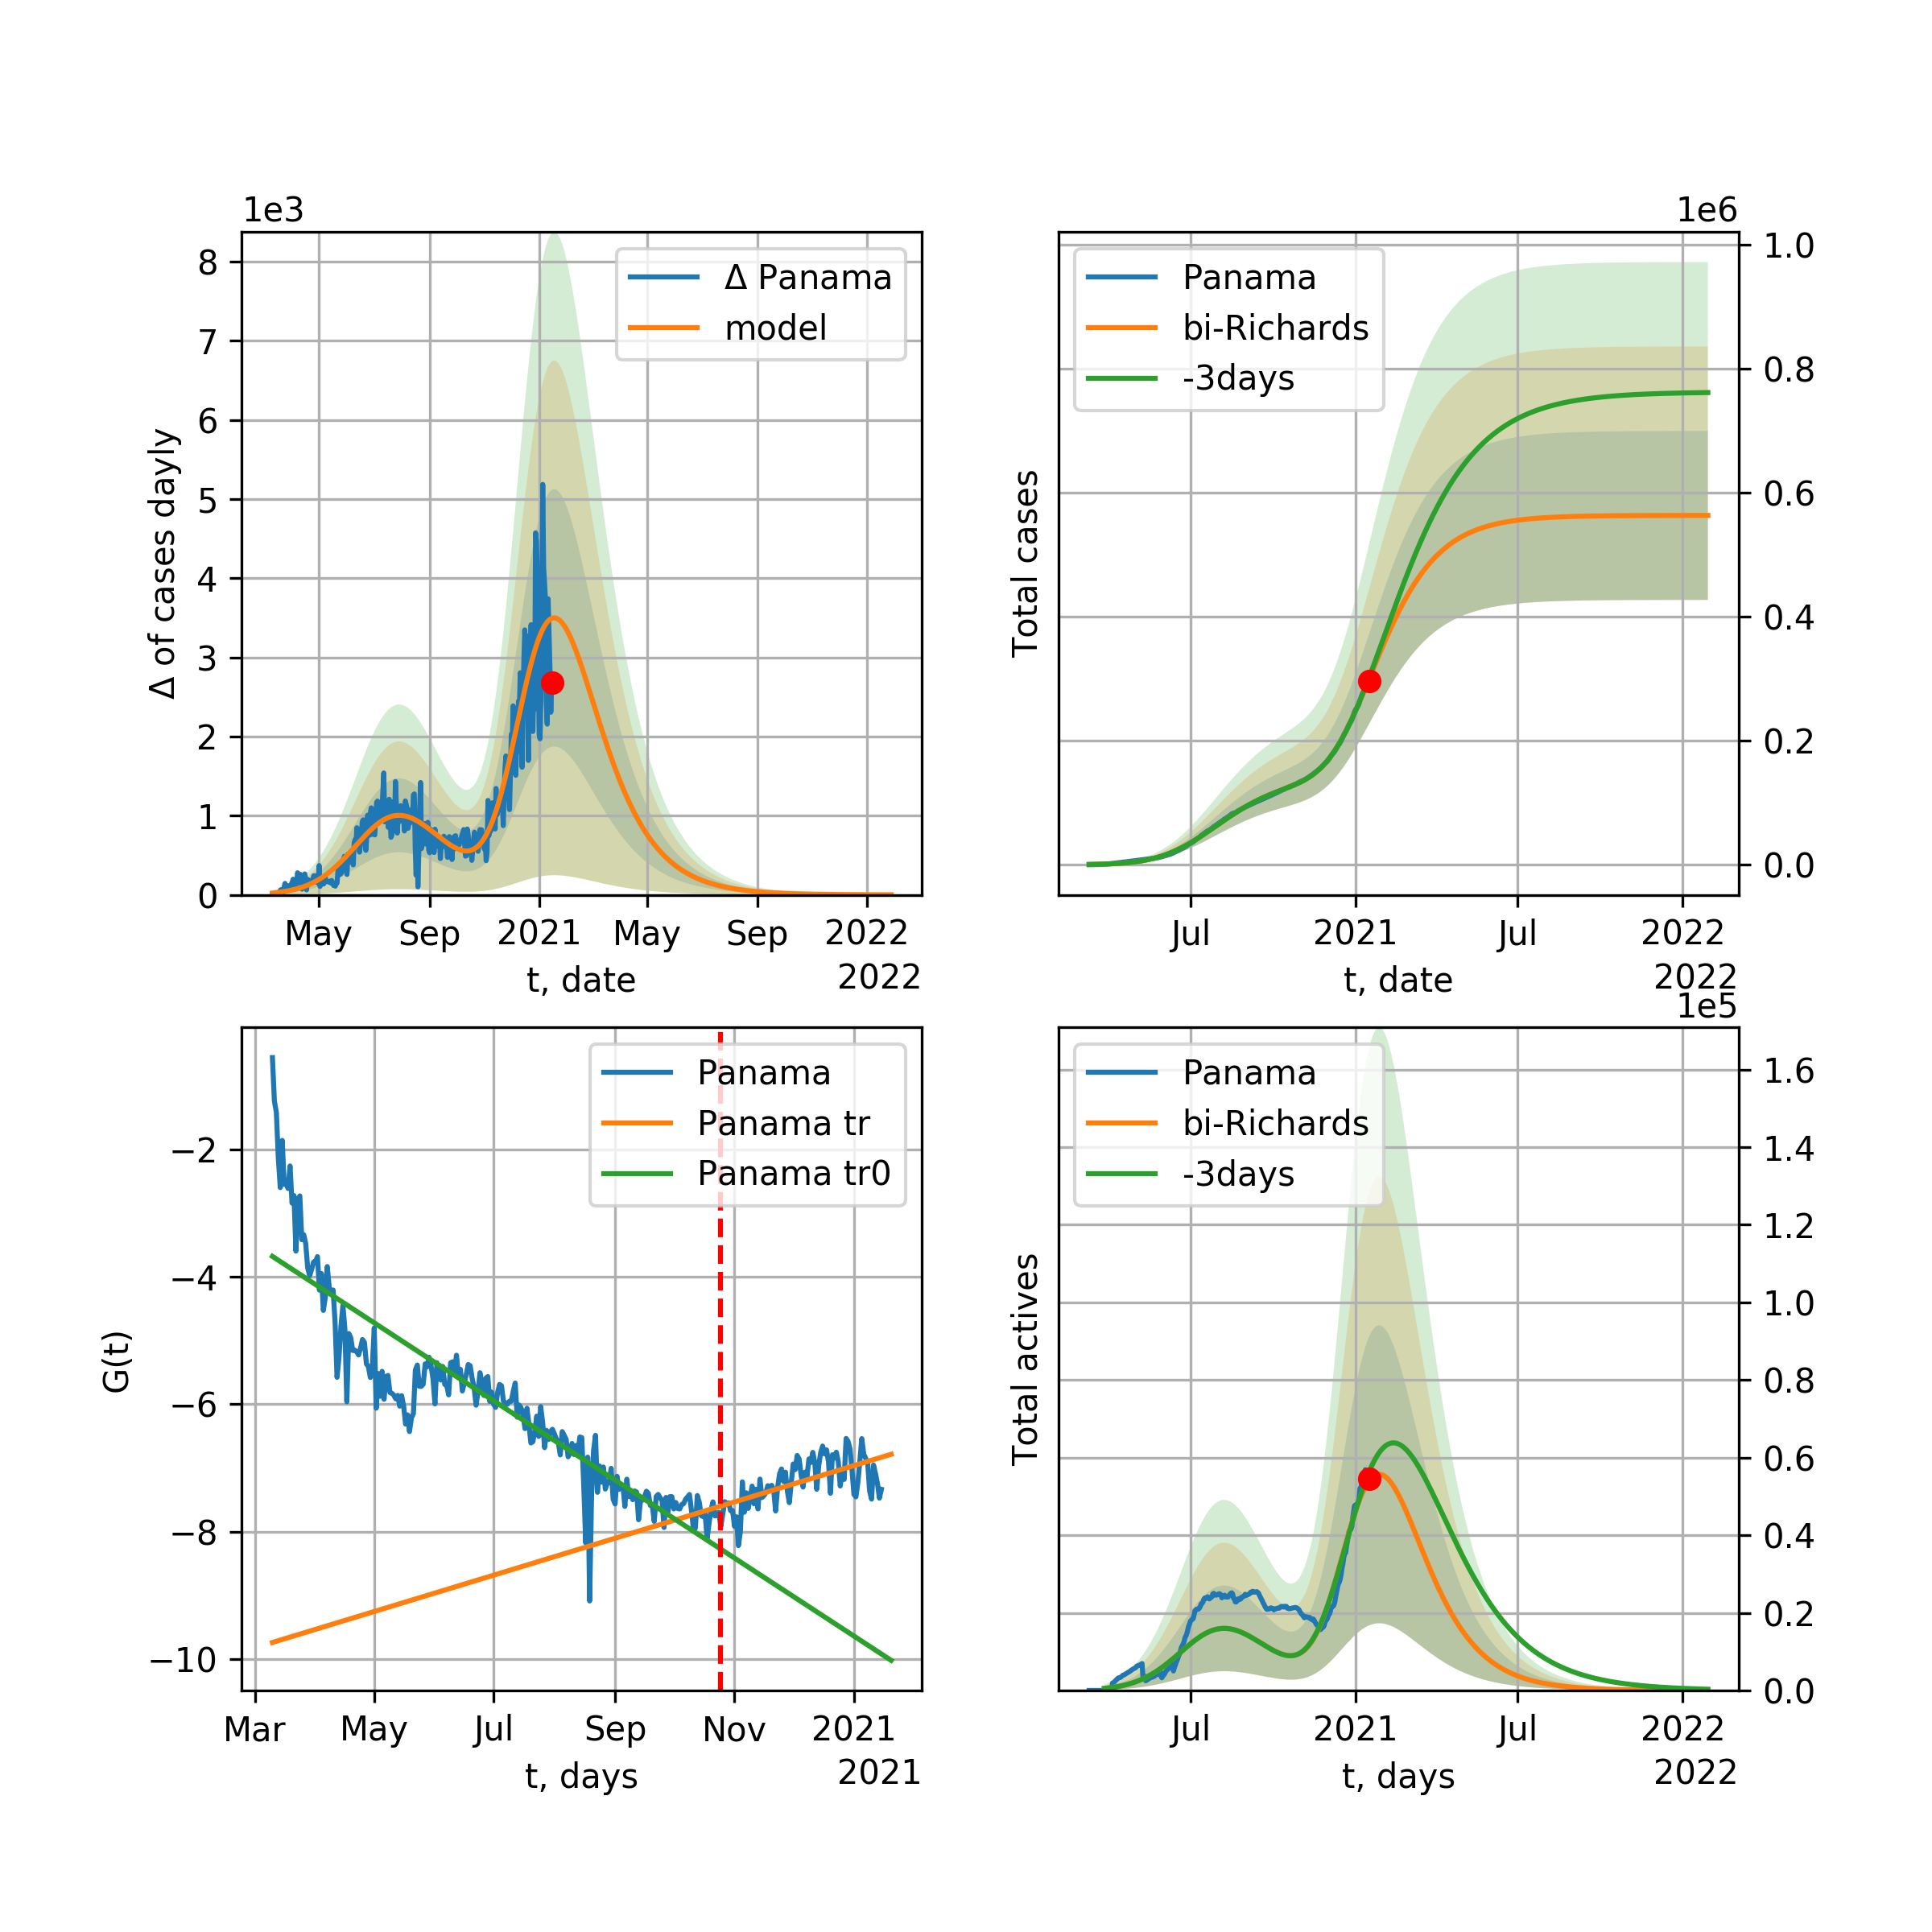 1e3
8
7
6
5
4
3
2
1
0
Δ of cases dayly
Δ Panama
model
May Sep 2021 May Sep 2022
t, date
2022
1e6
1.0
0.8
0.6
0.4
0.2
0.0
Total cases
Panama
bi-Richards
-3days
Jul 2021 Jul 2022
t, date
2022
−2
−4
−6
−8
−10
G(t)
Panama
Panama tr
Panama tr0
Mar May Jul Sep Nov 2021
t, days
2021
1e5
1.6
1.4
1.2
1.0
0.8
0.6
0.4
0.2
0.0
Total actives
Panama
bi-Richards
-3days
Jul 2021 Jul 2022
t, days
2022